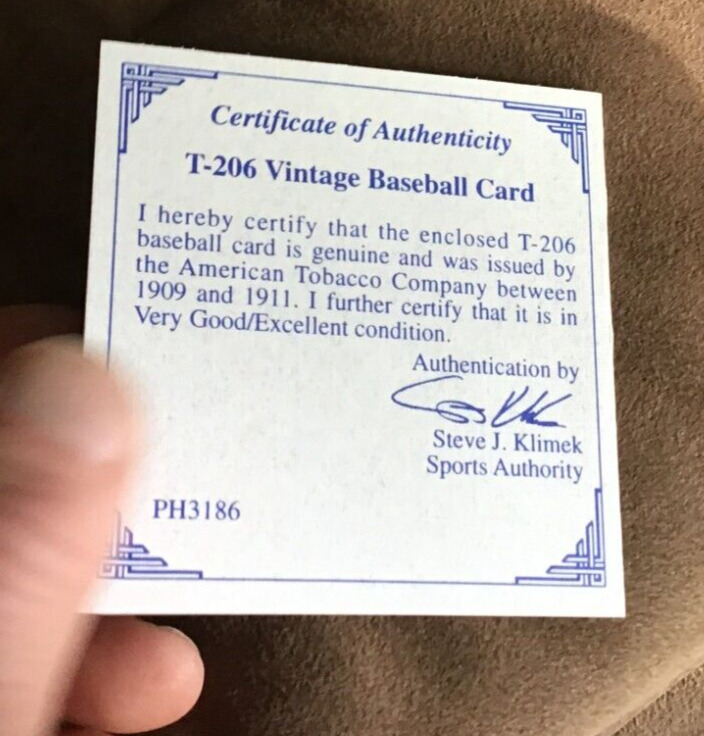 Certificate of Authenticity
T-206 Vintage Baseball Card
I hereby certify that the enclosed T-206
baseball card is genuine and was issued by
the American Tobacco Company between
1909 and 1911. I further certify that it is in
Very Good/Excellent condition.
Authentication by
Steve J. Klimek
Sports Authority
PH3186